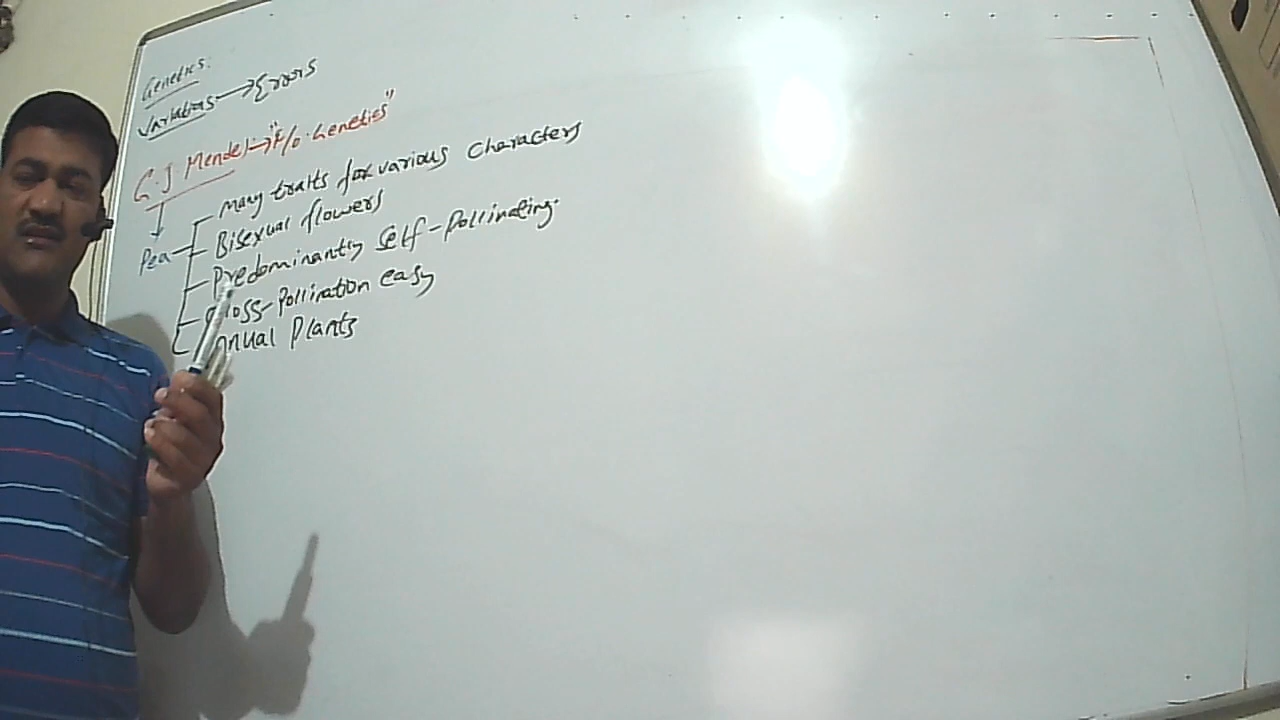 Genetics:
Variations → Errors
G.J Mendel → "F/o. Genetics"
Pea
Many traits for various characters
Bisexual flowers
Predominantly self-pollinating.
Cross-pollination easy
nnual plants